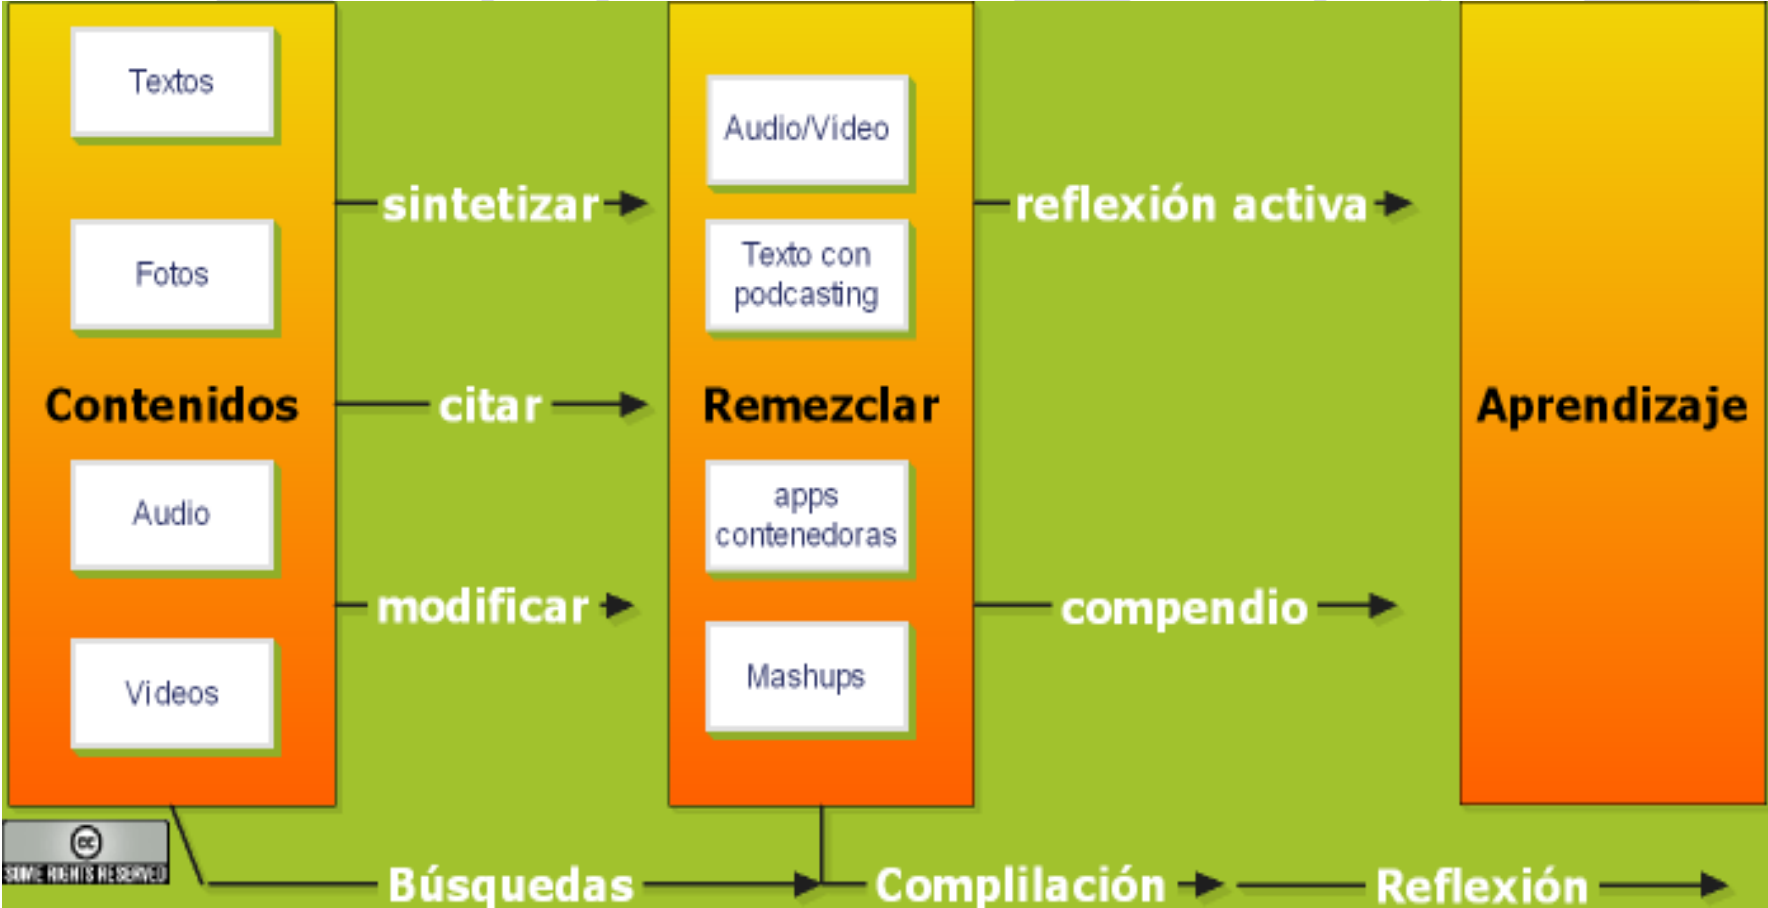 Textos
Fotos
Contenidos
Audio
Videos
sintetizar
citar
modificar
Audio/Video
Texto con
podcasting
Remezclar
apps
contenedoras
Mashups
reflexión activa
compendio
Aprendizaje
cc
SOME RIGHTS RESERVED
Búsquedas
Complilación
Reflexión